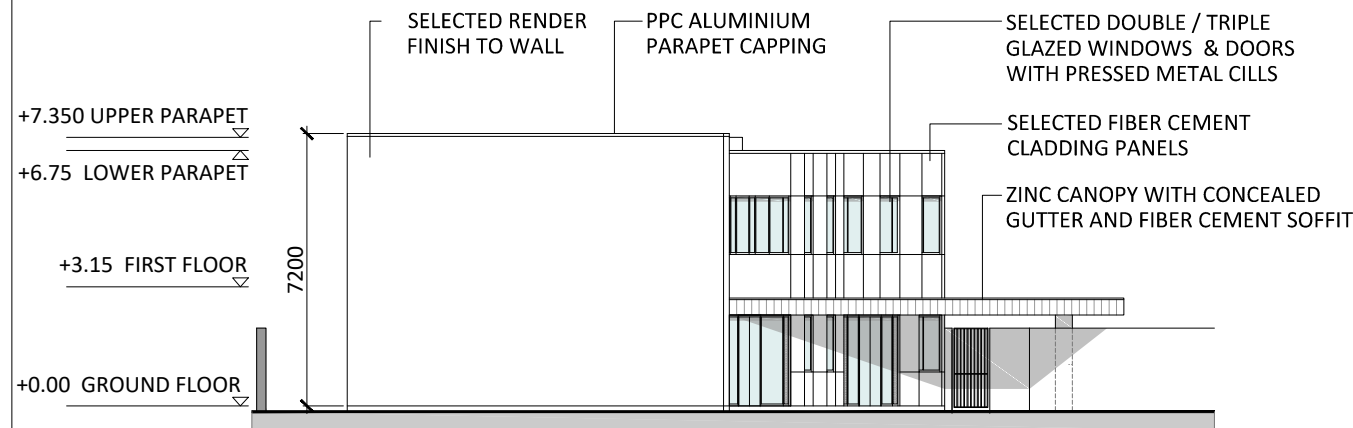 SELECTED RENDER
FINISH TO WALL
PPC ALUMINIUM
PARAPET CAPPING
SELECTED DOUBLE / TRIPLE
GLAZED WINDOWS & DOORS
WITH PRESSED METAL CILLS
+7.350 UPPER PARAPET
+6.75 LOWER PARAPET
SELECTED FIBER CEMENT
CLADDING PANELS
ZINC CANOPY WITH CONCEALED
GUTTER AND FIBER CEMENT SOFFIT
+3.15 FIRST FLOOR
7200
+0.00 GROUND FLOOR